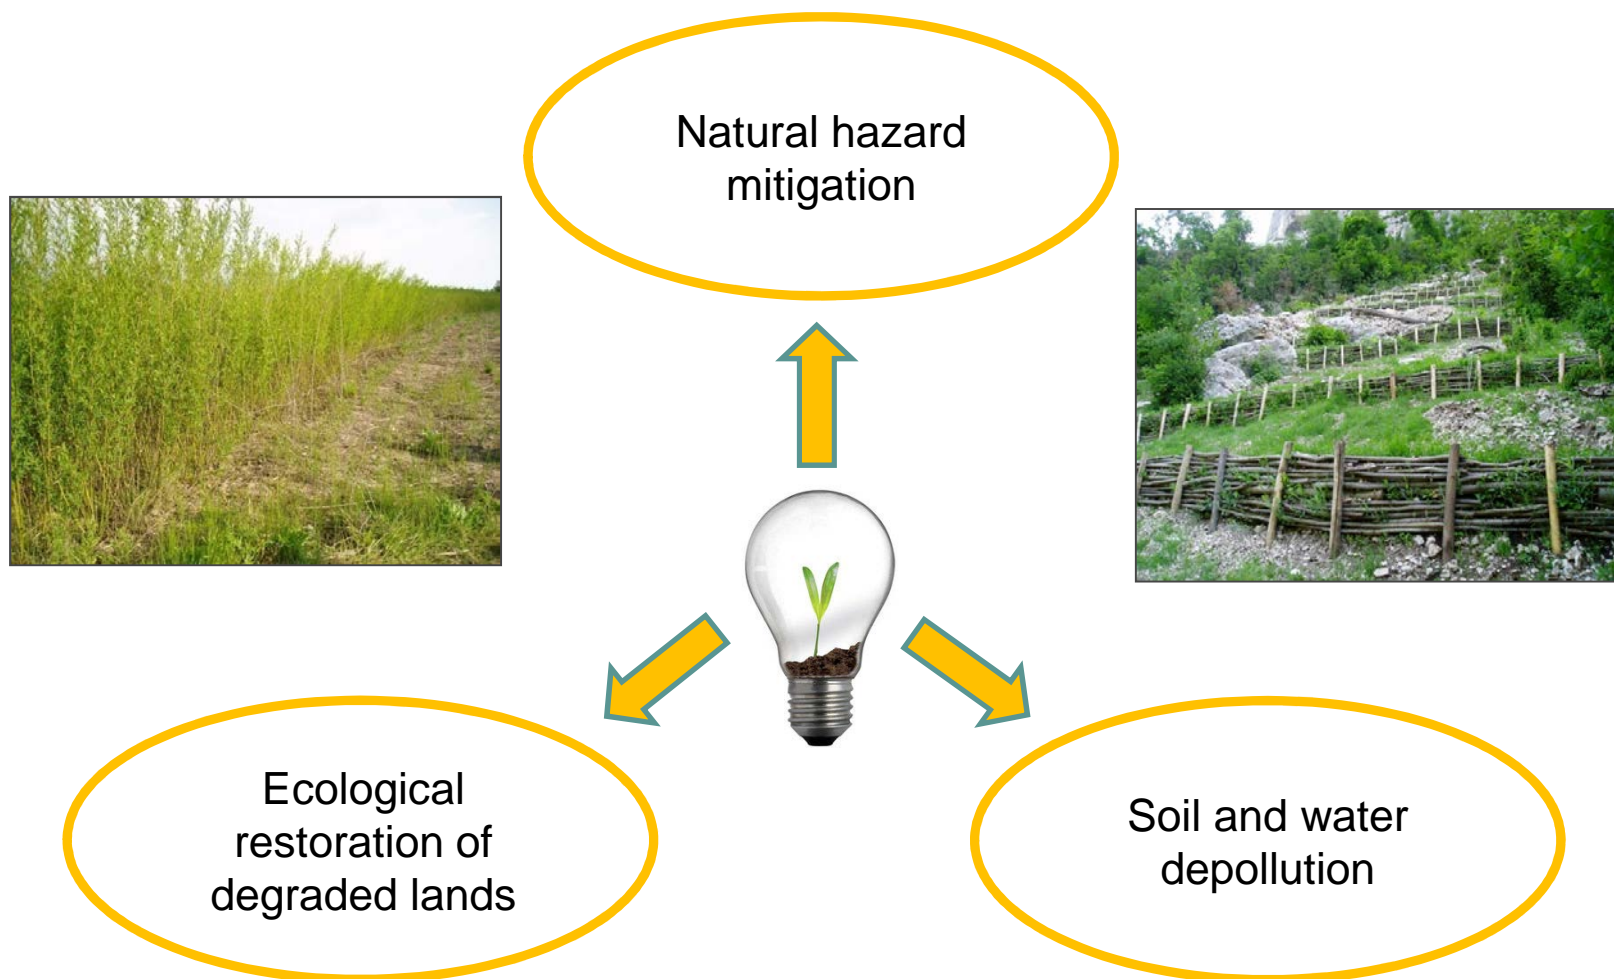 Natural hazard
mitigation
Ecological
restoration of
degraded lands
Soil and water
depollution